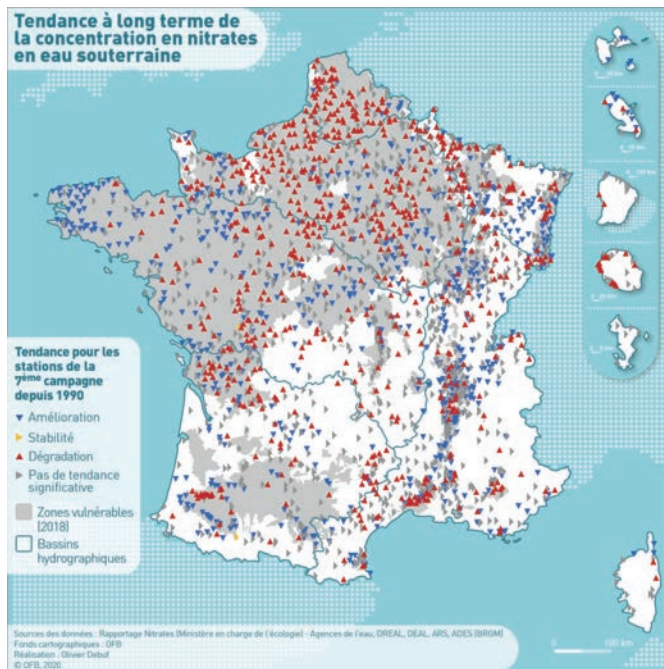 Tendance à long terme de
la concentration en nitrates
en eau souterraine
Tendance pour les
stations de la
7ème campagne
depuis 1990
Amélioration
Stabilité
Dégradation
Pas de tendance
significative
Zones vulnérables
(2018)
Bassins
hydrographiques
Sources des données : Rapportage Nitrates (Ministère en charge de l'écologie) - Agences de l'eau, DREAL, DEAL, ARS, ADES (BRGM)
Fonds cartographiques : OFB
Réalisation : Olivier Debuf
© OFB, 2020
0 100 km